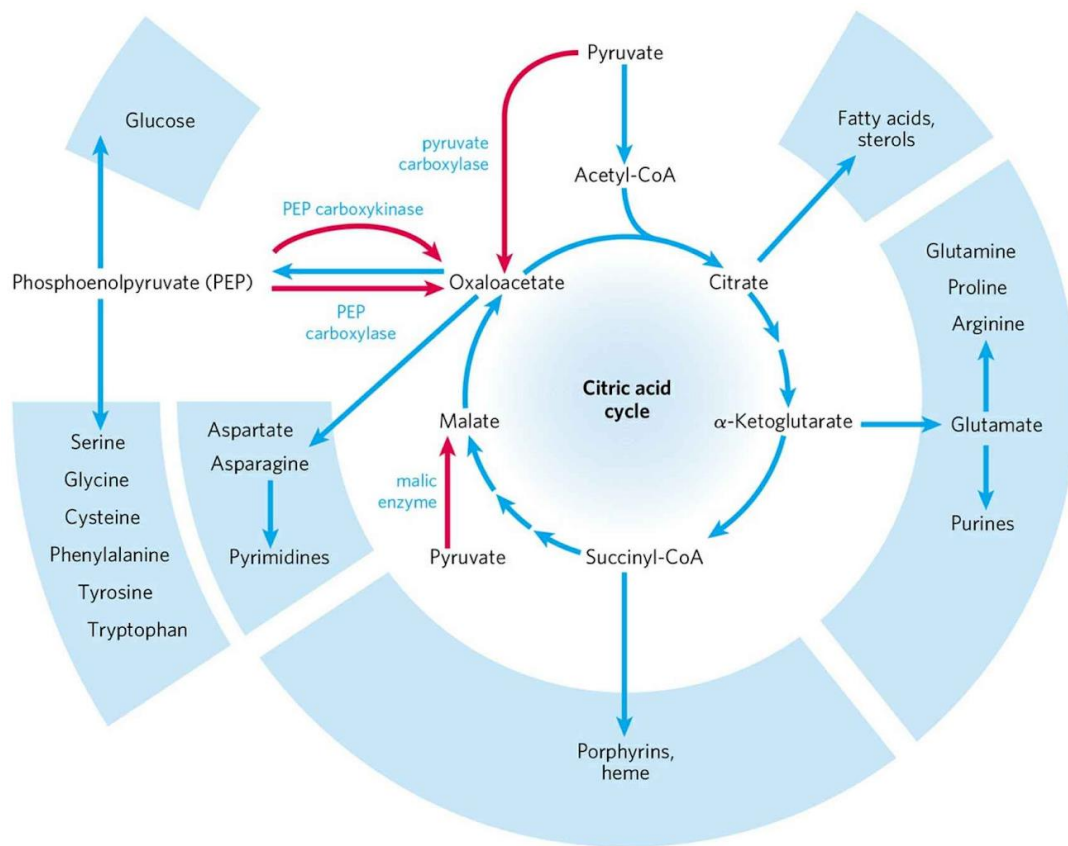 Pyruvate
Glucose
Fatty acids,
sterols
pyruvate
carboxylase
Acetyl-CoA
PEP carboxykinase
Phosphoenolpyruvate (PEP)
Oxaloacetate
Citrate
PEP
carboxylase
Glutamine
Proline
Arginine
Citric acid
cycle
Malate
α-Ketoglutarate
Glutamate
Purines
malic
enzyme
Pyruvate
Succinyl-CoA
Aspartate
Asparagine
Pyrimidines
Serine
Glycine
Cysteine
Phenylalanine
Tyrosine
Tryptophan
Porphyrins,
heme